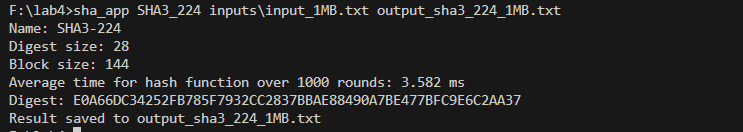 F:\lab4>sha_app SHA3_224 inputs\input_1MB.txt output_sha3_224_1MB.txt
Name: SHA3-224
Digest size: 28
Block size: 144
Average time for hash function over 1000 rounds: 3.582 ms
Digest: E0A66DC34252FB785F7932CC2837BBAE88490A7BE477BFC9E6C2AA37
Result saved to output_sha3_224_1MB.txt